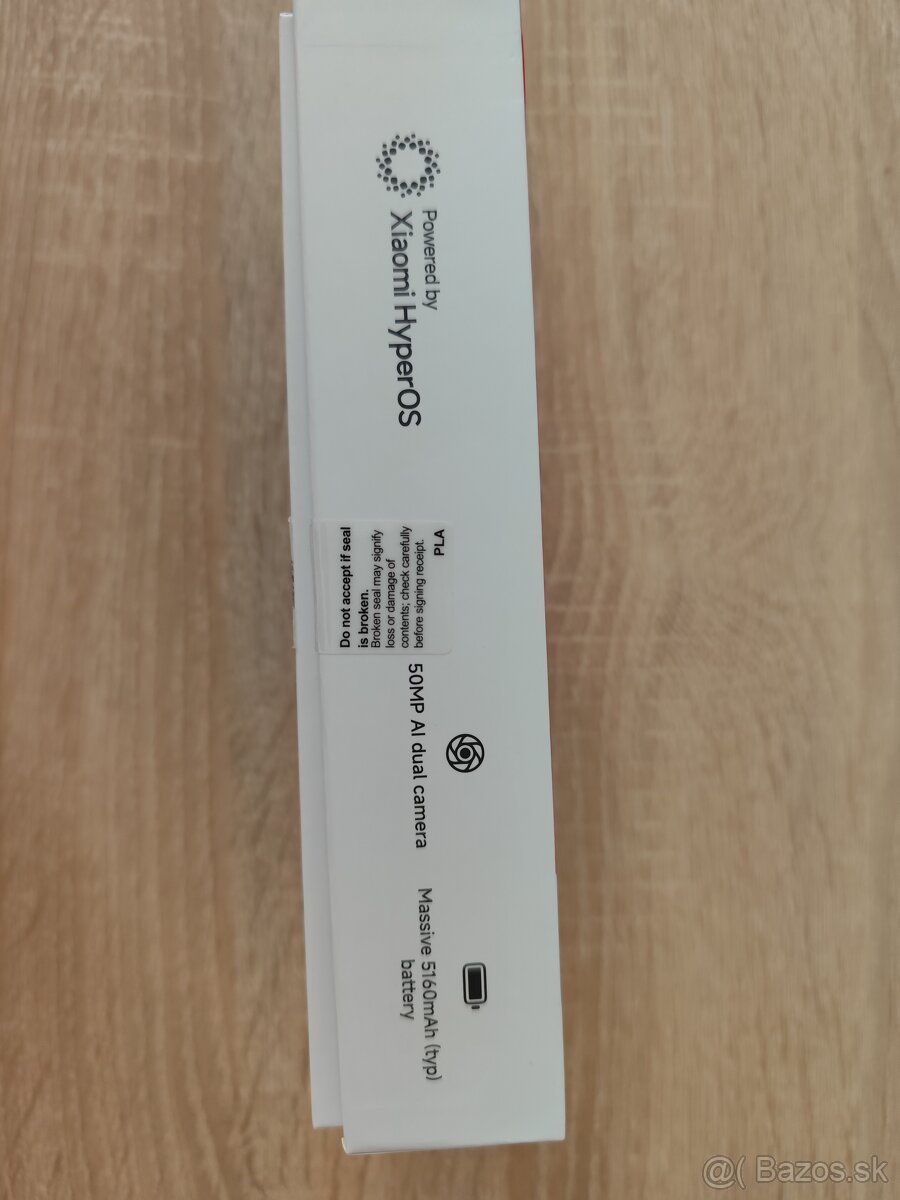 Powered by
Xiaomi HyperOS
PLA
Do not accept if seal
is broken.
Broken seal may signify
loss or damage of
contents; check carefully
before signing receipt.
50MP AI dual camera
Massive 5160mAh (typ)
battery
@( Bazos.sk